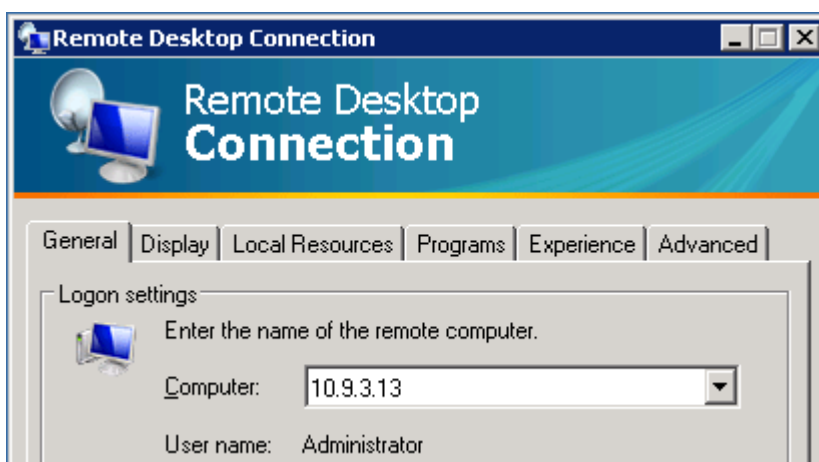 Remote Desktop Connection
Remote Desktop
Connection
General Display Local Resources Programs Experience Advanced
Logon settings
Enter the name of the remote computer.
Computer: 10.9.3.13
User name: Administrator